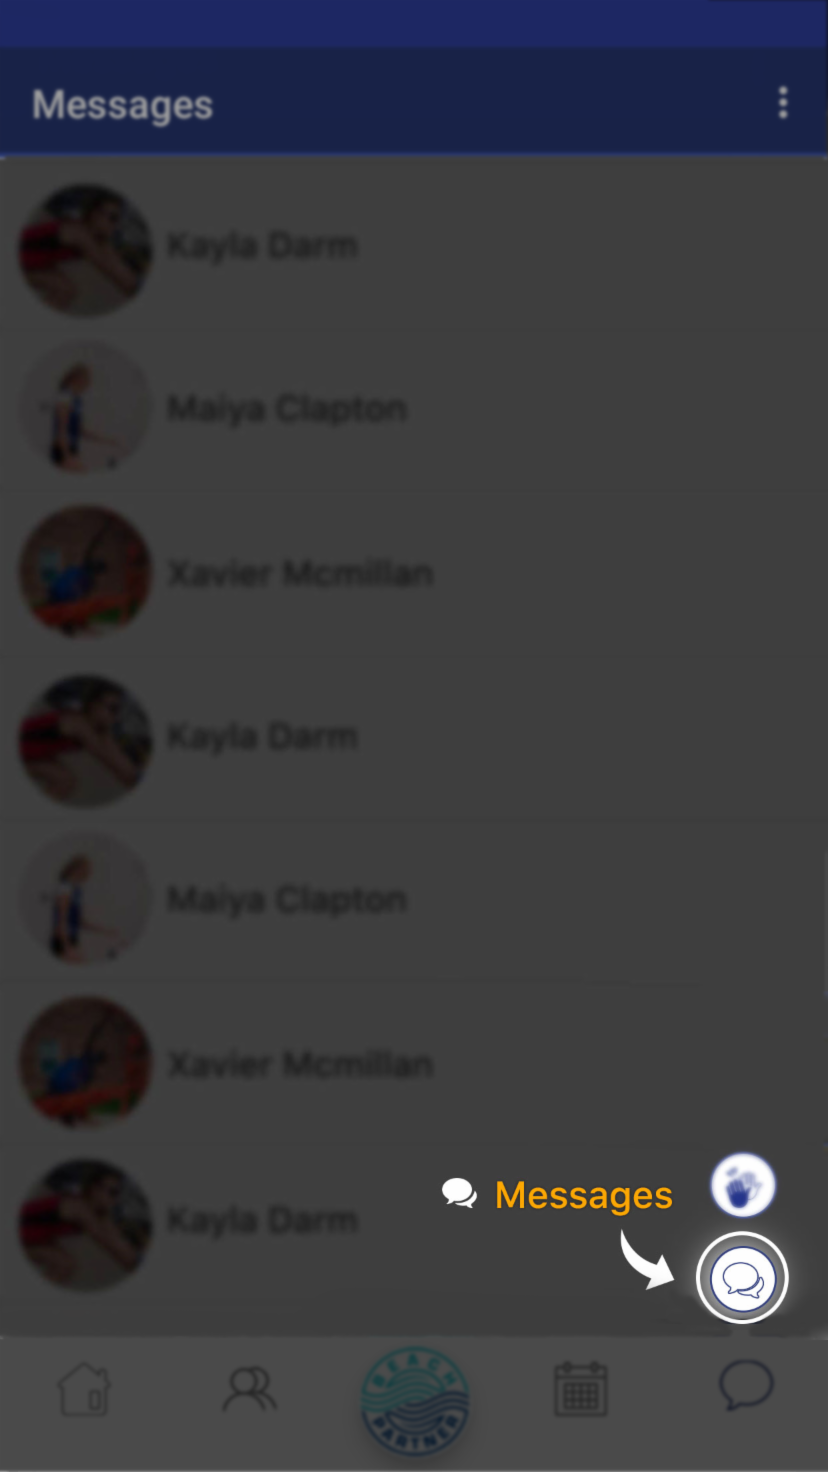 Messages
Kayla Darm
Maiya Clapton
Xavier Mcmillan
Kayla Darm
Maiya Clapton
Xavier Mcmillan
Kayla Darm
Messages
BEACH
PARTNER